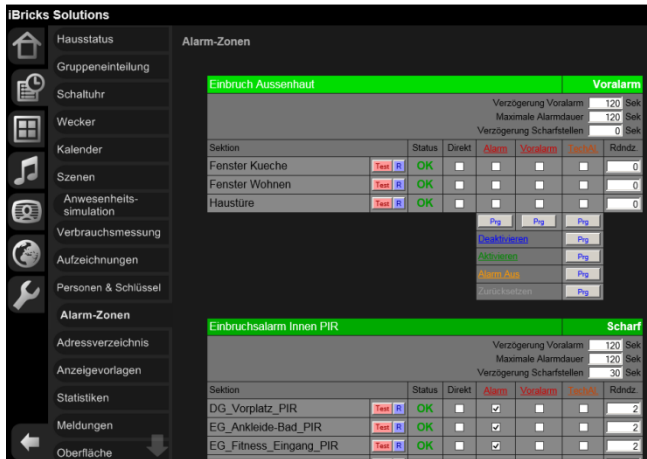 iBricks Solutions
Hausstatus
Gruppeneinteilung
Schaltuhr
Wecker
Kalender
Szenen
Anwesenheits-
simulation
Verbrauchsmessung
Aufzeichnungen
Personen & Schlüssel
Alarm-Zonen
Adressverzeichnis
Anzeigevorlagen
Statistiken
Meldungen
Oberfläche
Alarm-Zonen
Einbruch Aussenhaut Voralarm
Verzögerung Voralarm 120 Sek
Maximale Alarmdauer 120 Sek
Verzögerung Scharfstellen 0 Sek
Sektion Status Direkt Alarm Voralarm Rdndz.
Fenster Kueche Test R OK 0
Fenster Wohnen Test R OK 0
Haustüre Test R OK 0
Prg Prg Prg
Deaktivieren Prg
Aktivieren Prg
Alarm Aus Prg
Zurücksetzen Prg
Einbruchsalarm Innen PIR Scharf
Verzögerung Voralarm 120 Sek
Maximale Alarmdauer 120 Sek
Verzögerung Scharfstellen 30 Sek
Sektion Status Direkt Alarm Voralarm Rdndz.
DG_Vorplatz_PIR Test R OK 2
EG_Ankleide-Bad_PIR Test R OK 2
EG_Fitness_Eingang_PIR Test R OK 2